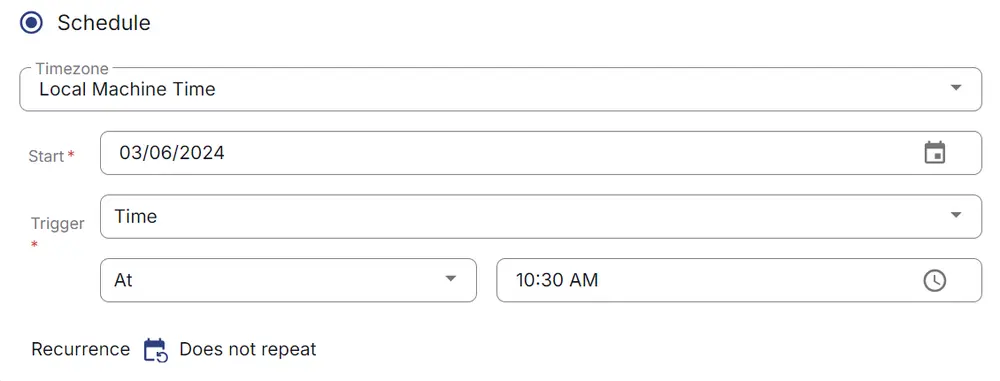 Schedule
Timezone
Local Machine Time
Start *
03/06/2024
Trigger
*
Time
At
10:30 AM
Recurrence Does not repeat